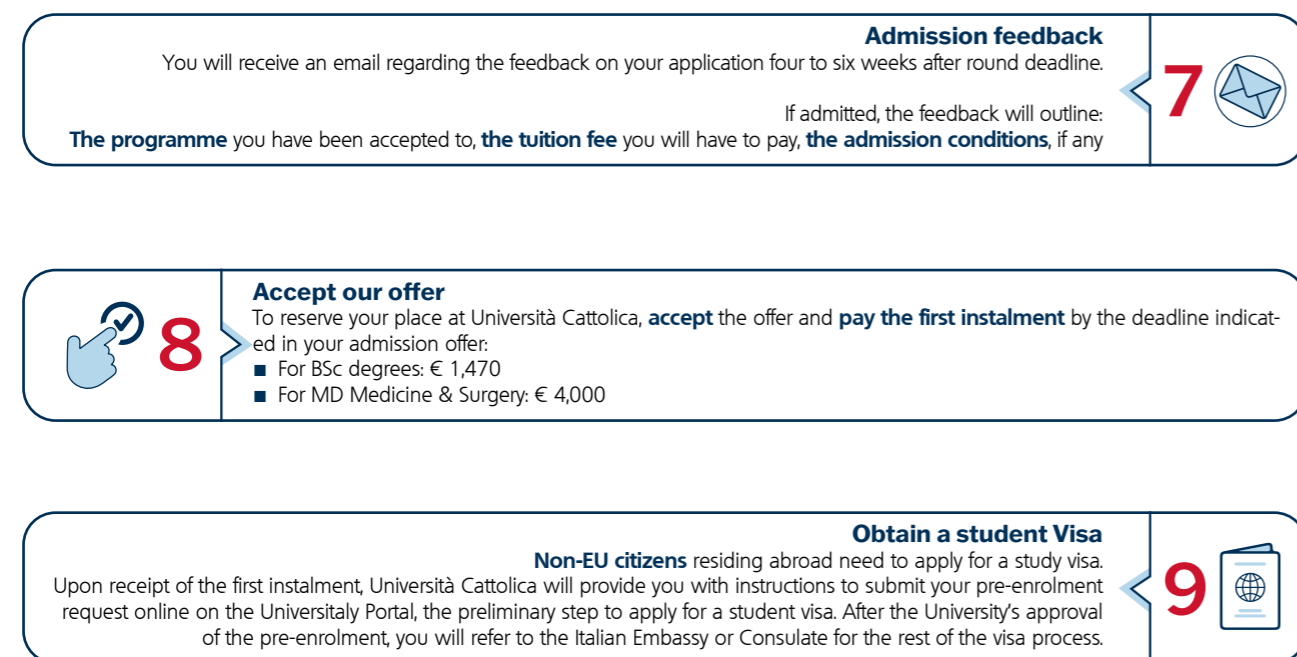 Admission feedback
You will receive an email regarding the feedback on your application four to six weeks after round deadline.
If admitted, the feedback will outline:
The programme you have been accepted to, the tuition fee you will have to pay, the admission conditions, if any
7
8
Accept our offer
To reserve your place at Università Cattolica, accept the offer and pay the first instalment by the deadline indicat-
ed in your admission offer:
■ For BSc degrees: € 1,470
■ For MD Medicine & Surgery: € 4,000
Obtain a student Visa
Non-EU citizens residing abroad need to apply for a study visa.
Upon receipt of the first instalment, Università Cattolica will provide you with instructions to submit your pre-enrolment
request online on the Universitaly Portal, the preliminary step to apply for a student visa. After the University's approval
of the pre-enrolment, you will refer to the Italian Embassy or Consulate for the rest of the visa process.
9